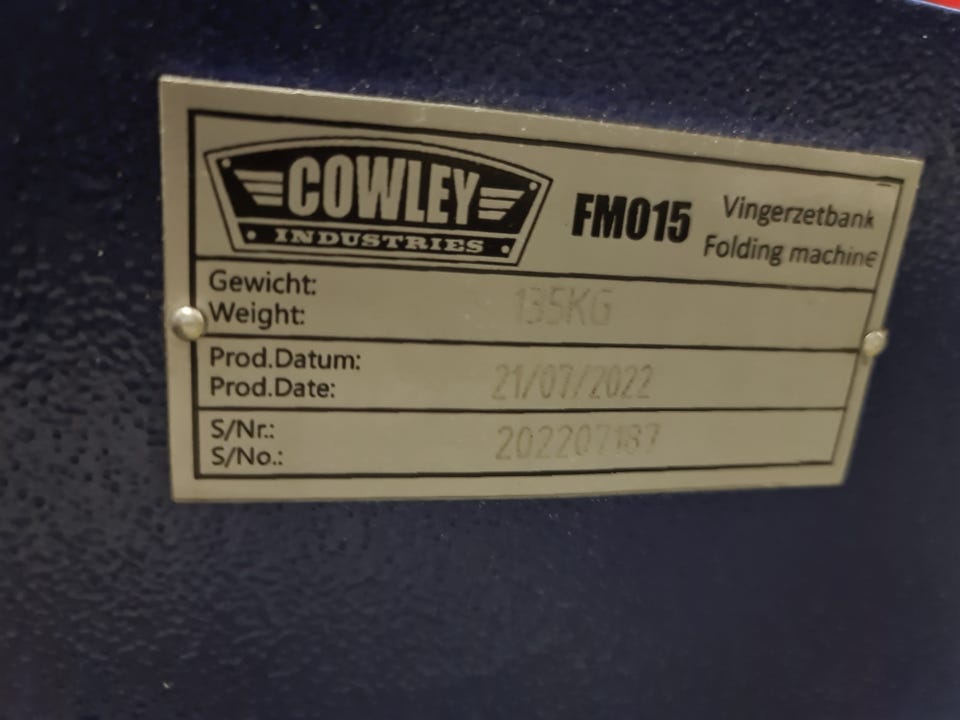 COWLEY
INDUSTRIES
FM015
Vingerzetbank
Folding machine
Gewicht:
Weight:
135KG
Prod.Datum:
Prod.Date:
21/07/2022
S/Nr.:
S/No.:
202207187